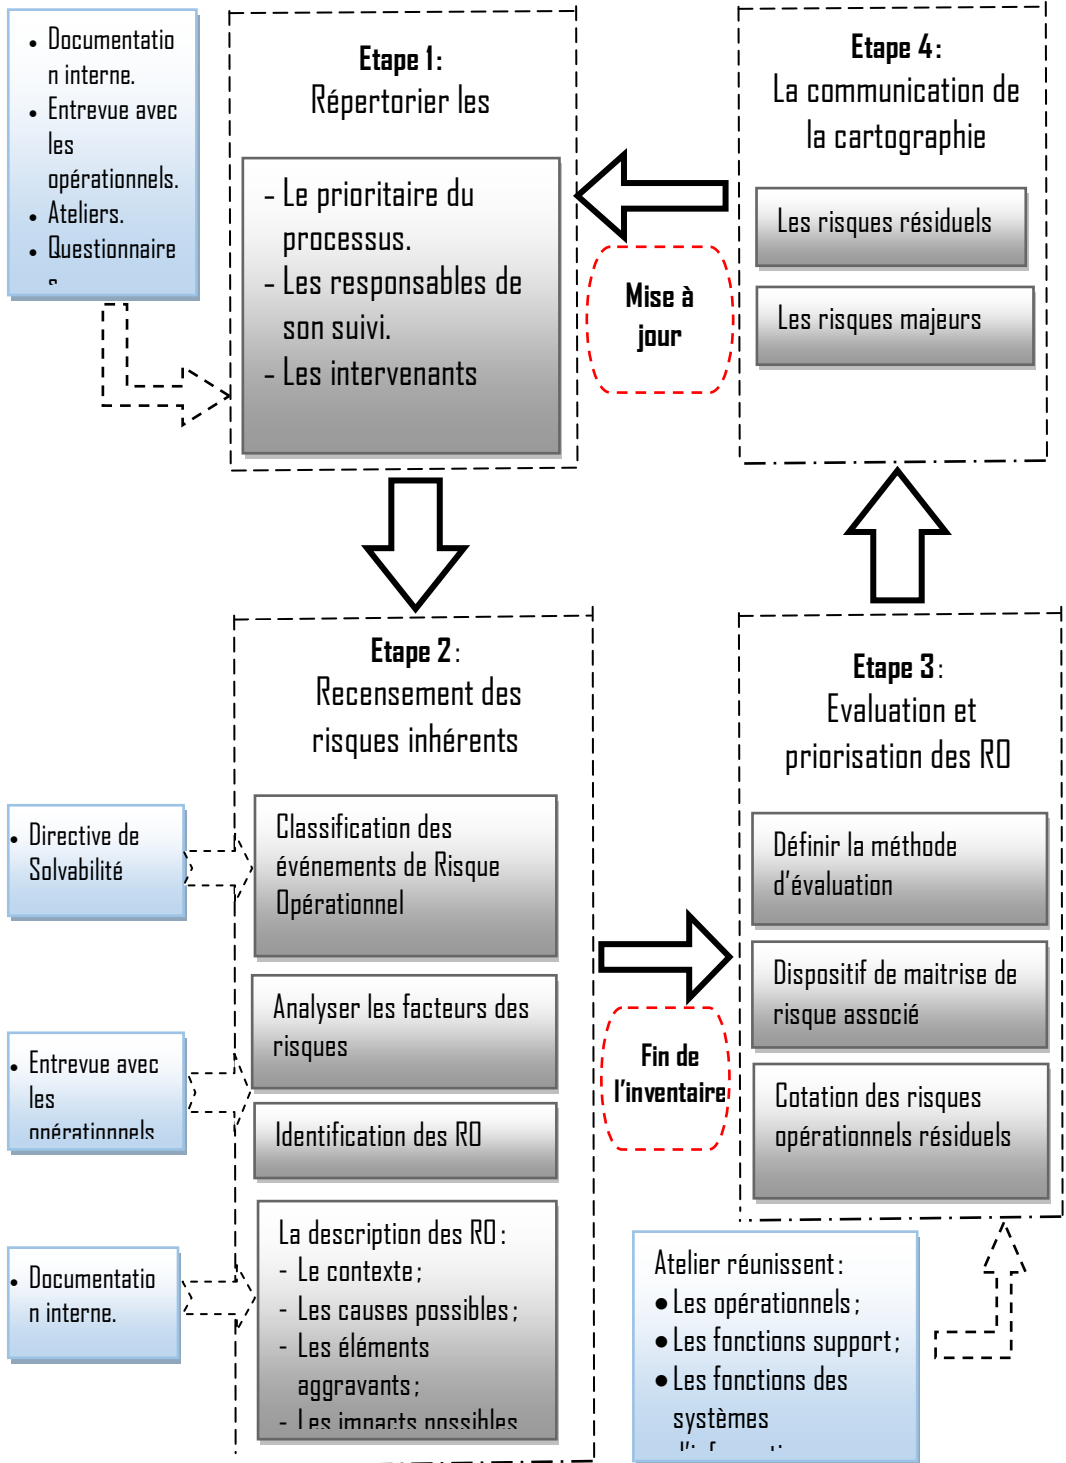 • Documentatio
n interne.
• Entrevue avec
les
opérationnels.
• Ateliers.
• Questionnaire
s
Etape 1 :
Répertorier les
- Le prioritaire du
processus.
- Les responsables de
son suivi.
- Les intervenants
Mise à
jour
Etape 4 :
La communication de
la cartographie
Les risques résiduels
Les risques majeurs
Etape 2 :
Recensement des
risques inhérents
• Directive de
Solvabilité
Classification des
événements de Risque
Opérationnel
• Entrevue avec
les
opérationnels
Analyser les facteurs des
risques
Identification des RO
• Documentatio
n interne.
La description des RO :
- Le contexte ;
- Les causes possibles ;
- Les éléments
aggravants ;
- Les impacts possibles
Fin de
l'inventaire
Etape 3 :
Evaluation et
priorisation des RO
Définir la méthode
d'évaluation
Dispositif de maitrise de
risque associé
Cotation des risques
opérationnels résiduels
Atelier réunissent :
• Les opérationnels ;
• Les fonctions support ;
• Les fonctions des
systèmes